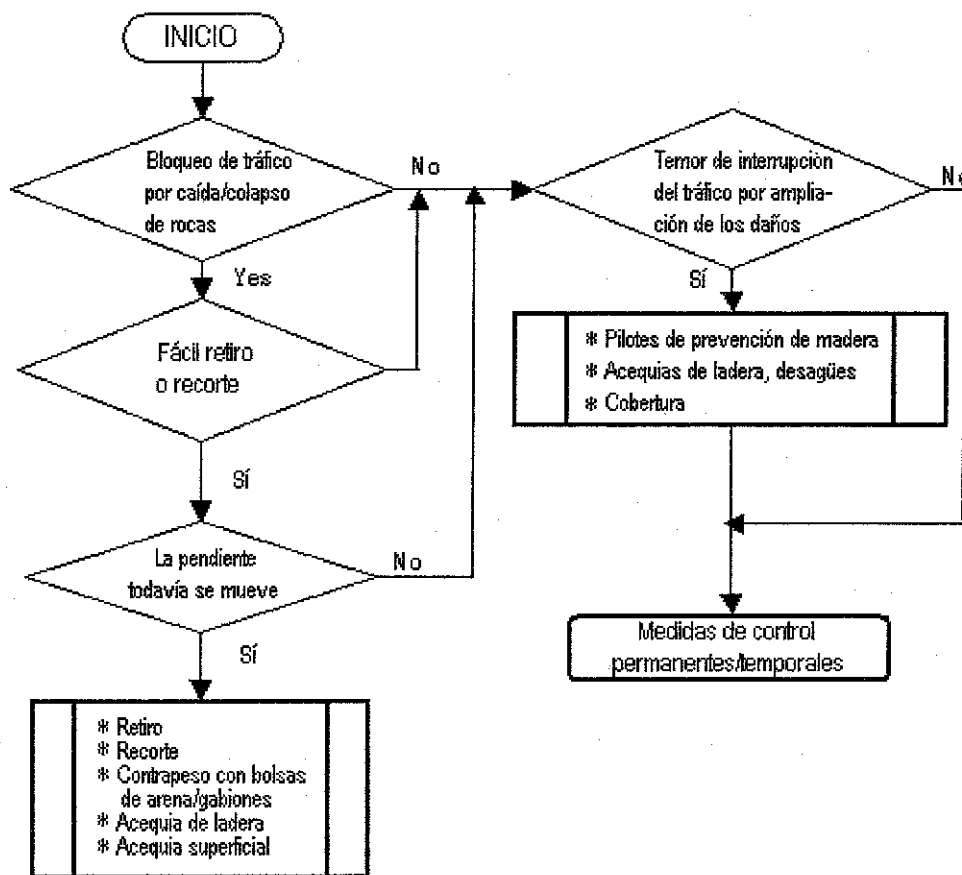 INICIO
Bloqueo de tráfico
por caída/colapso
de rocas
No
Yes
Fácil retiro
o recorte
Sí
La pendiente
todavía se mueve
No
Sí
* Retiro
* Recorte
* Contrapeso con bolsas
de arena/gabiones
* Acequia de ladera
* Acequia superficial
Temor de interrupción
del tráfico por amplia-
ción de los daños
No
Sí
* Pilotes de prevención de madera
* Acequias de ladera, desagües
* Cobertura
Medidas de control
permanentes/temporales